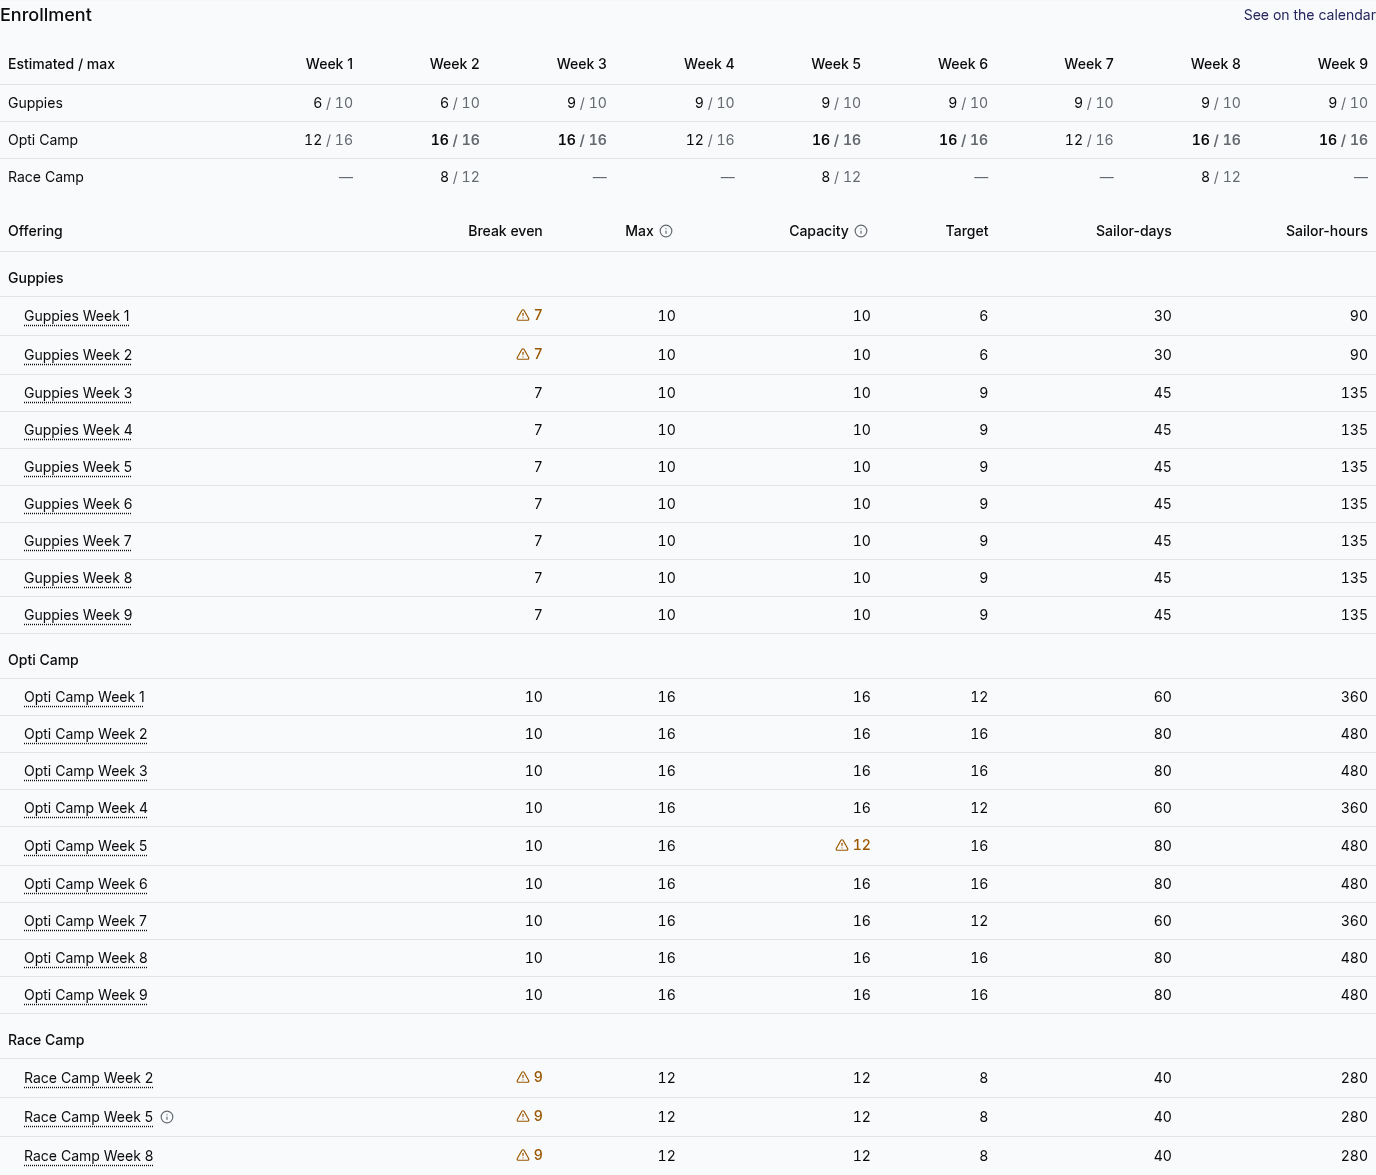 Enrollment See on the calendar
Estimated / max Week 1 Week 2 Week 3 Week 4 Week 5 Week 6 Week 7 Week 8 Week 9
Guppies 6 / 10 6 / 10 9 / 10 9 / 10 9 / 10 9 / 10 9 / 10 9 / 10 9 / 10
Opti Camp 12 / 16 16 / 16 16 / 16 12 / 16 16 / 16 16 / 16 12 / 16 16 / 16 16 / 16
Race Camp — 8 / 12 — — 8 / 12 — — 8 / 12 —
Offering Break even Max Capacity Target Sailor-days Sailor-hours
Guppies
Guppies Week 1 7 10 10 6 30 90
Guppies Week 2 7 10 10 6 30 90
Guppies Week 3 7 10 10 9 45 135
Guppies Week 4 7 10 10 9 45 135
Guppies Week 5 7 10 10 9 45 135
Guppies Week 6 7 10 10 9 45 135
Guppies Week 7 7 10 10 9 45 135
Guppies Week 8 7 10 10 9 45 135
Guppies Week 9 7 10 10 9 45 135
Opti Camp
Opti Camp Week 1 10 16 16 12 60 360
Opti Camp Week 2 10 16 16 16 80 480
Opti Camp Week 3 10 16 16 16 80 480
Opti Camp Week 4 10 16 16 12 60 360
Opti Camp Week 5 10 16 12 16 80 480
Opti Camp Week 6 10 16 16 16 80 480
Opti Camp Week 7 10 16 16 12 60 360
Opti Camp Week 8 10 16 16 16 80 480
Opti Camp Week 9 10 16 16 16 80 480
Race Camp
Race Camp Week 2 9 12 12 8 40 280
Race Camp Week 5 9 12 12 8 40 280
Race Camp Week 8 9 12 12 8 40 280